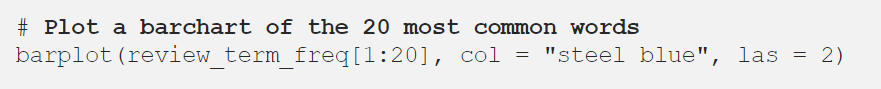 # Plot a barchart of the 20 most common words
barplot(review_term_freq[1:20], col = "steel blue", las = 2)